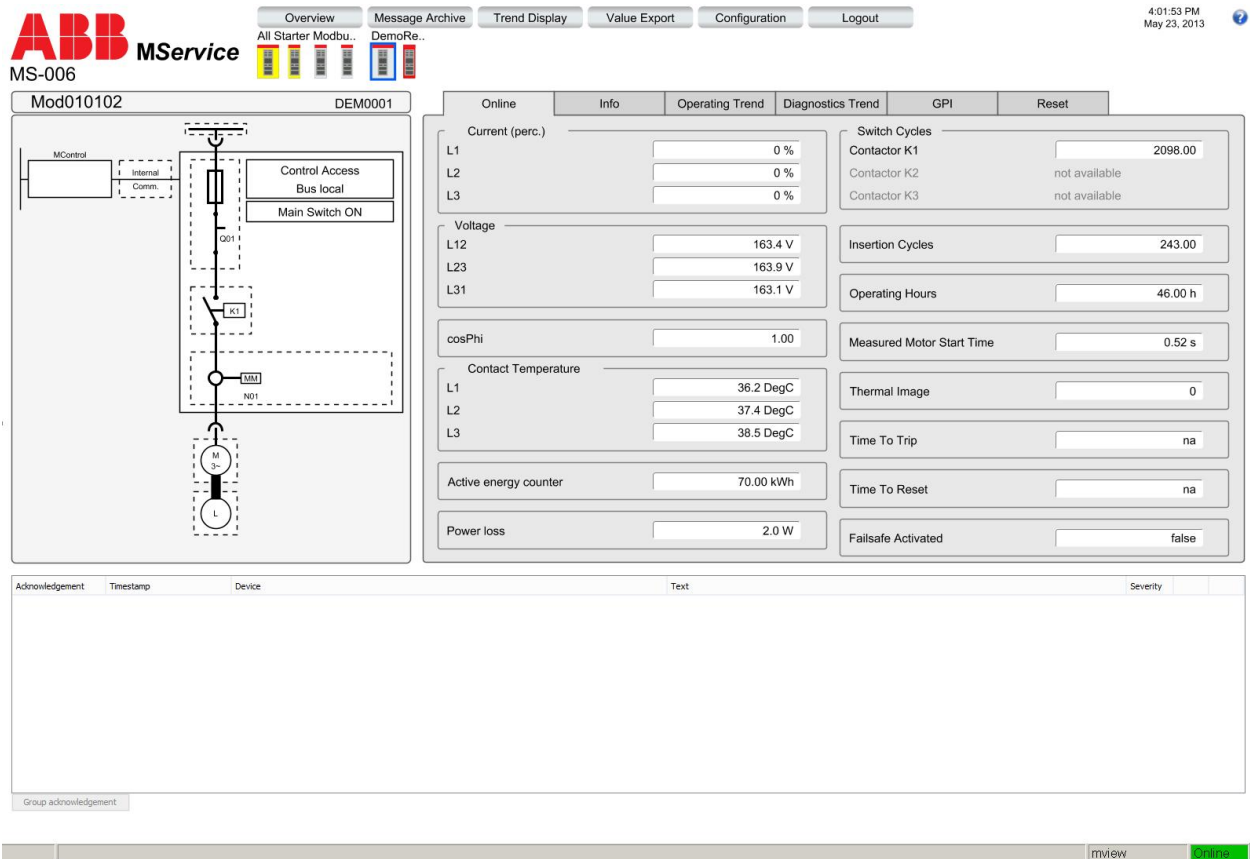 ABB MService
MS-006
Overview Message Archive Trend Display Value Export Configuration Logout
All Starter Modbu.. DemoRe..
4:01:53 PM
May 23, 2013
?
Mod010102 DEM0001
MControl
Internal
Comm.
Control Access
Bus local
Main Switch ON
Q01
K1
MM
N01
M
3~
L
Online Info Operating Trend Diagnostics Trend GPI Reset
Current (perc.)
L1 0 %
L2 0 %
L3 0 %
Voltage
L12 163.4 V
L23 163.9 V
L31 163.1 V
cosPhi 1.00
Contact Temperature
L1 36.2 DegC
L2 37.4 DegC
L3 38.5 DegC
Active energy counter 70.00 kWh
Power loss 2.0 W
Switch Cycles
Contactor K1 2098.00
Contactor K2 not available
Contactor K3 not available
Insertion Cycles 243.00
Operating Hours 46.00 h
Measured Motor Start Time 0.52 s
Thermal Image 0
Time To Trip na
Time To Reset na
Failsafe Activated false
Acknowledgement Timestamp Device Text Severity
Group acknowledgement
mview Online